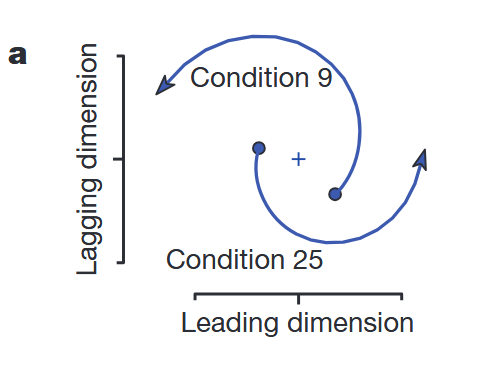 a
Lagging dimension
Condition 9
Condition 25
Leading dimension